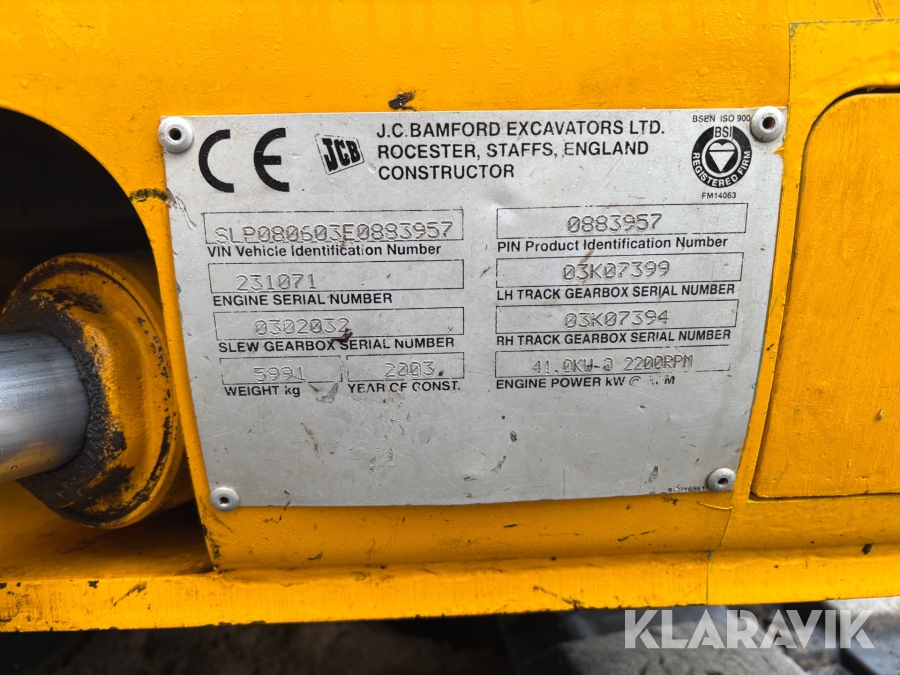 CE
JCB
J.C.BAMFORD EXCAVATORS LTD.
ROCESTER, STAFFS, ENGLAND
CONSTRUCTOR
BSEN ISO 900
BSI
REGISTERED FIRM
FM14063
SLP080603E0883957
VIN Vehicle Identification Number
0883957
PIN Product Identification Number
231071
ENGINE SERIAL NUMBER
03K07399
LH TRACK GEARBOX SERIAL NUMBER
0302032
SLEW GEARBOX SERIAL NUMBER
03K07394
RH TRACK GEARBOX SERIAL NUMBER
5991
WEIGHT kg
2003
YEAR OF CONST.
41.0KW @ 2200RPM
ENGINE POWER kW @
KLARAVIK